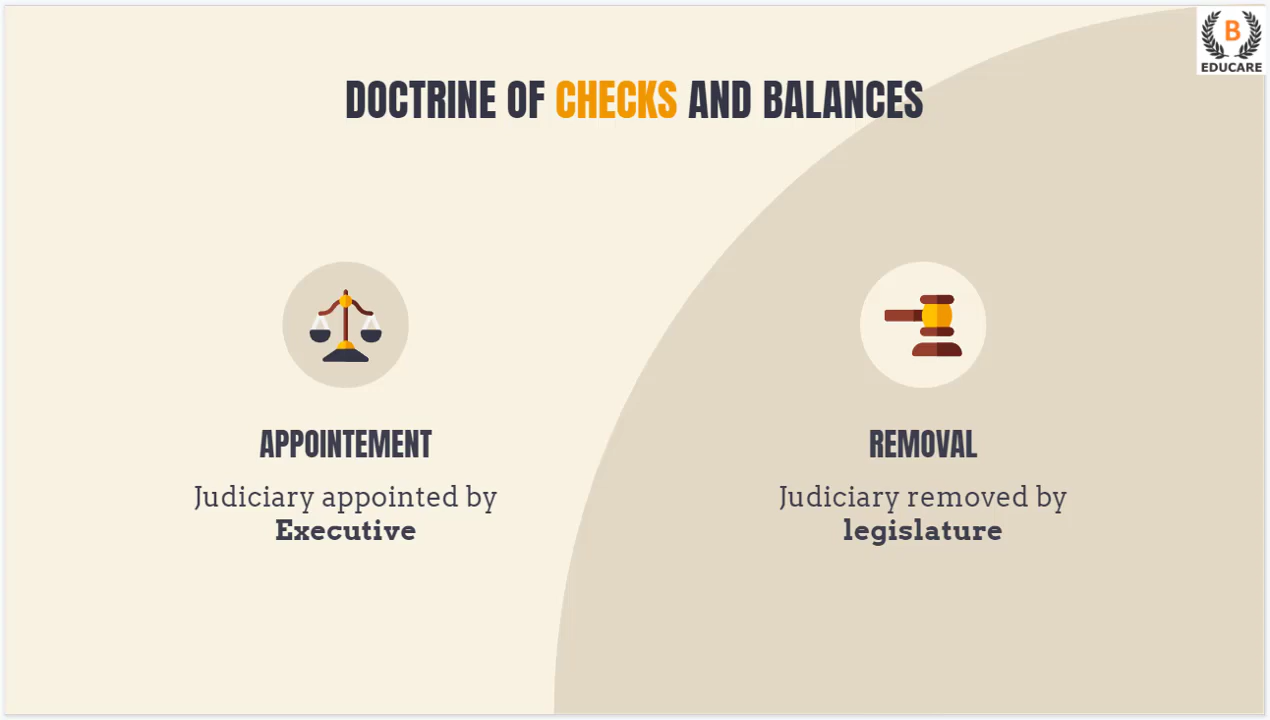 B
EDUCARE
DOCTRINE OF CHECKS AND BALANCES
APPOINTEMENT
Judiciary appointed by
Executive
REMOVAL
Judiciary removed by
legislature